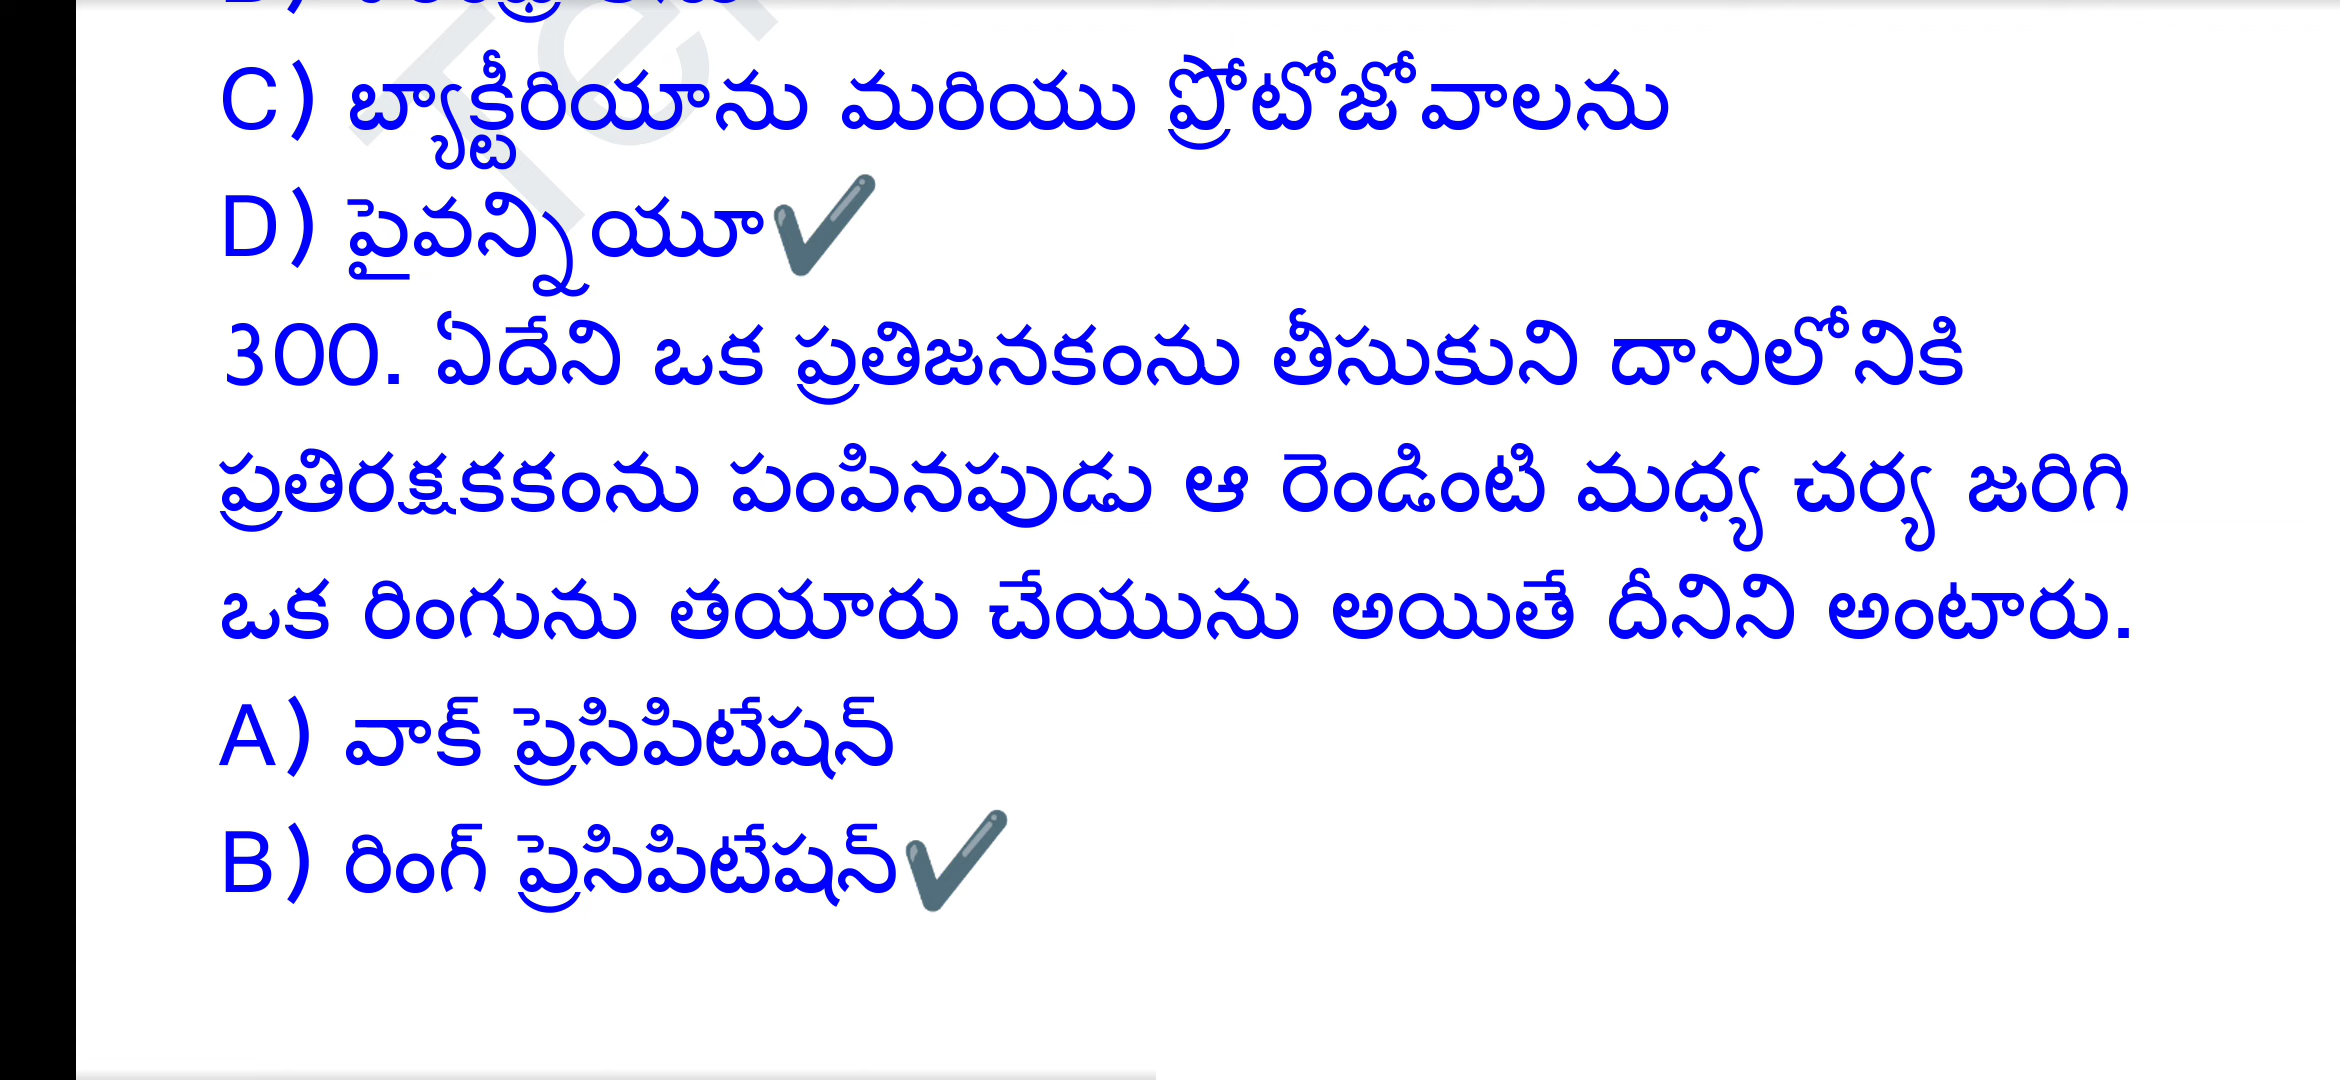 C) బ్యాక్టీరియాను మరియు ప్రోటోజోవాలను
D) పైవన్నియూ✔
300. ఏదేని ఒక ప్రతిజనకంను తీసుకుని దానిలోనికి
ప్రతిరక్షకకంను పంపినపుడు ఆ రెండింటి మధ్య చర్య జరిగి
ఒక రింగును తయారు చేయును అయితే దీనిని అంటారు.
A) వాక్ ప్రెసిపిటేషన్
B) రింగ్ ప్రెసిపిటేషన్✔